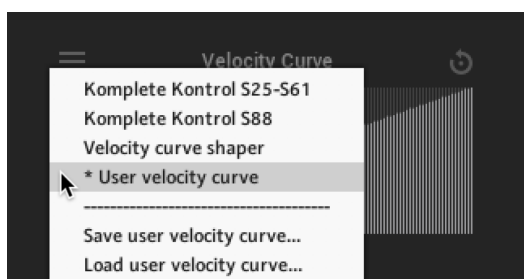 Velocity Curve
Komplete Kontrol S25-S61
Komplete Kontrol S88
Velocity curve shaper
* User velocity curve
-------------------------------------
Save user velocity curve...
Load user velocity curve...